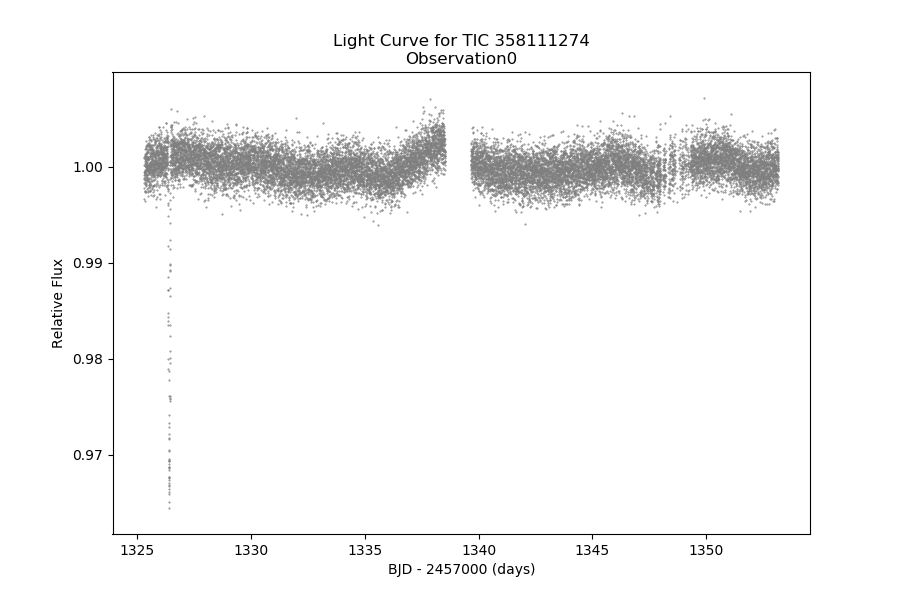 Light Curve for TIC 358111274
Observation0
1.00
0.99
0.98
0.97
Relative Flux
1325
1330
1335
1340
1345
1350
BJD - 2457000 (days)